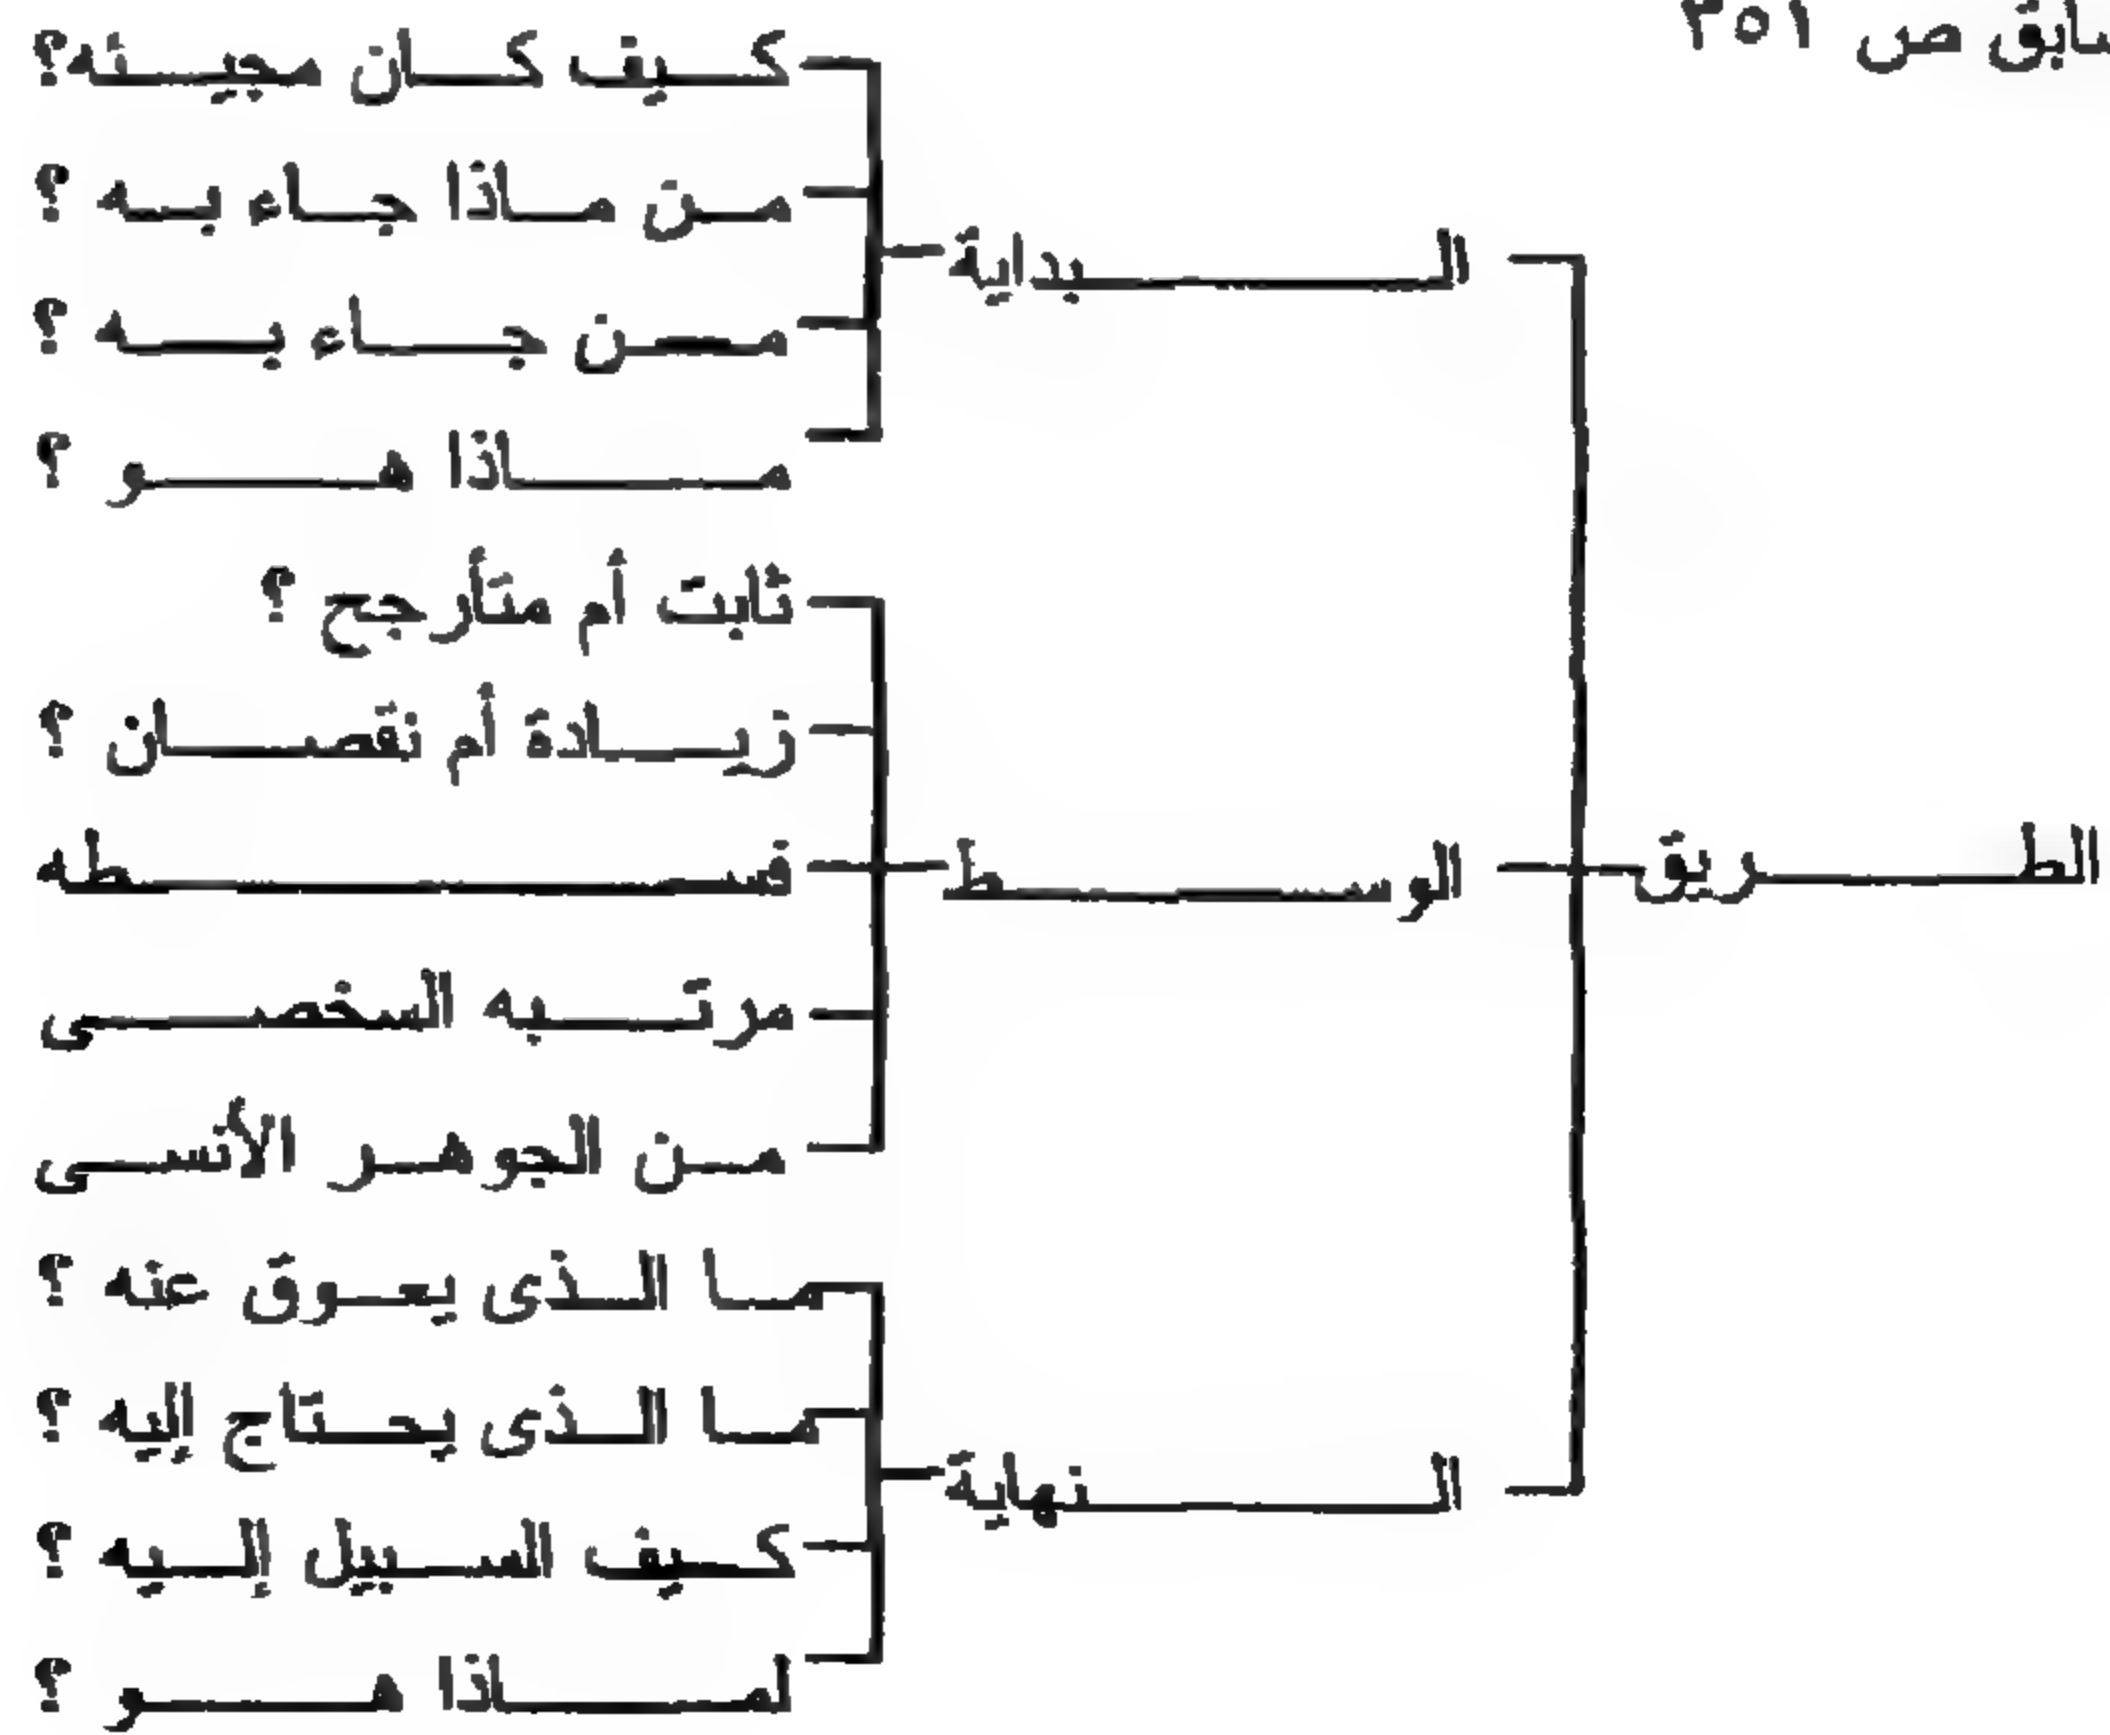 سابق ص ٣٥١
الطريق
البداية
كيف كان مجيئه؟
من ماذا جاء به ؟
من جاء به ؟
ماذا هو ؟
الوسط
ثابت أم متأرجح ؟
زيادة أم نقصان ؟
قسطه
مرتبه السخصى
من الجوهر الأنسى
النهاية
ما الذى يعوق عنه ؟
ما الذى يحتاج إليه ؟
كيف السبيل إليه ؟
لماذا هو ؟